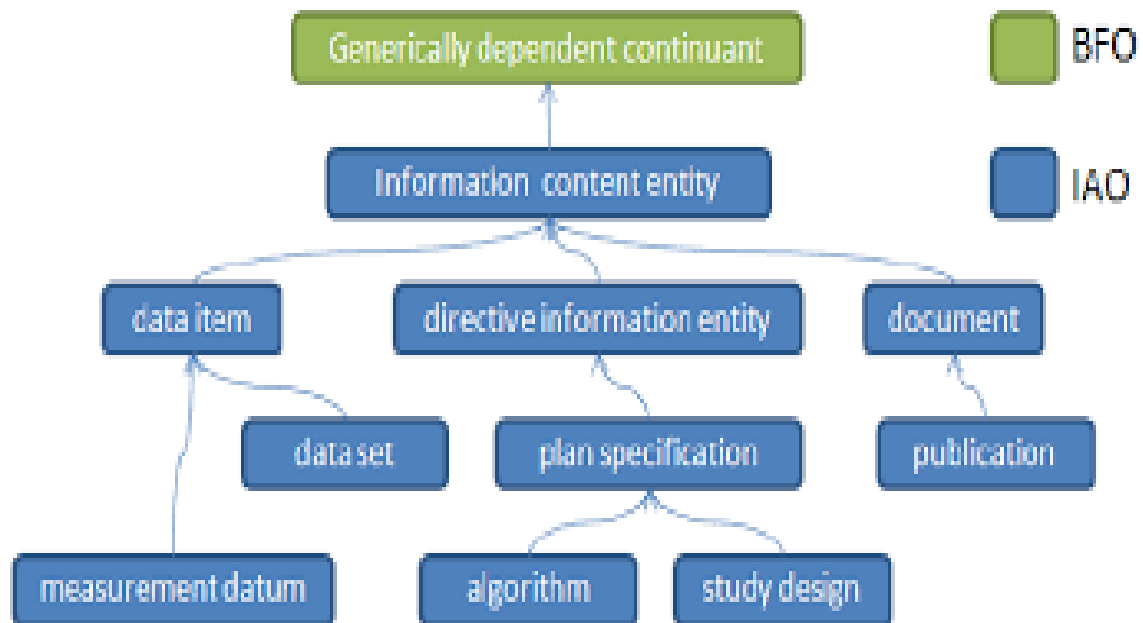 Generically dependent continuant
BFO
Information content entity
IAO
data item
directive information entity
document
data set
plan specification
publication
measurement datum
algorithm
study design